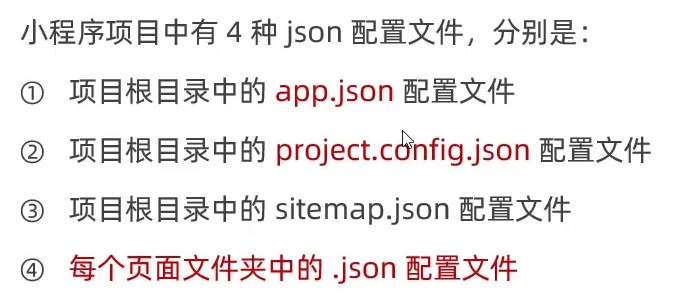 小程序项目中有 4 种 json 配置文件，分别是：
① 项目根目录中的 app.json 配置文件
② 项目根目录中的 project.config.json 配置文件
③ 项目根目录中的 sitemap.json 配置文件
④ 每个页面文件夹中的 .json 配置文件